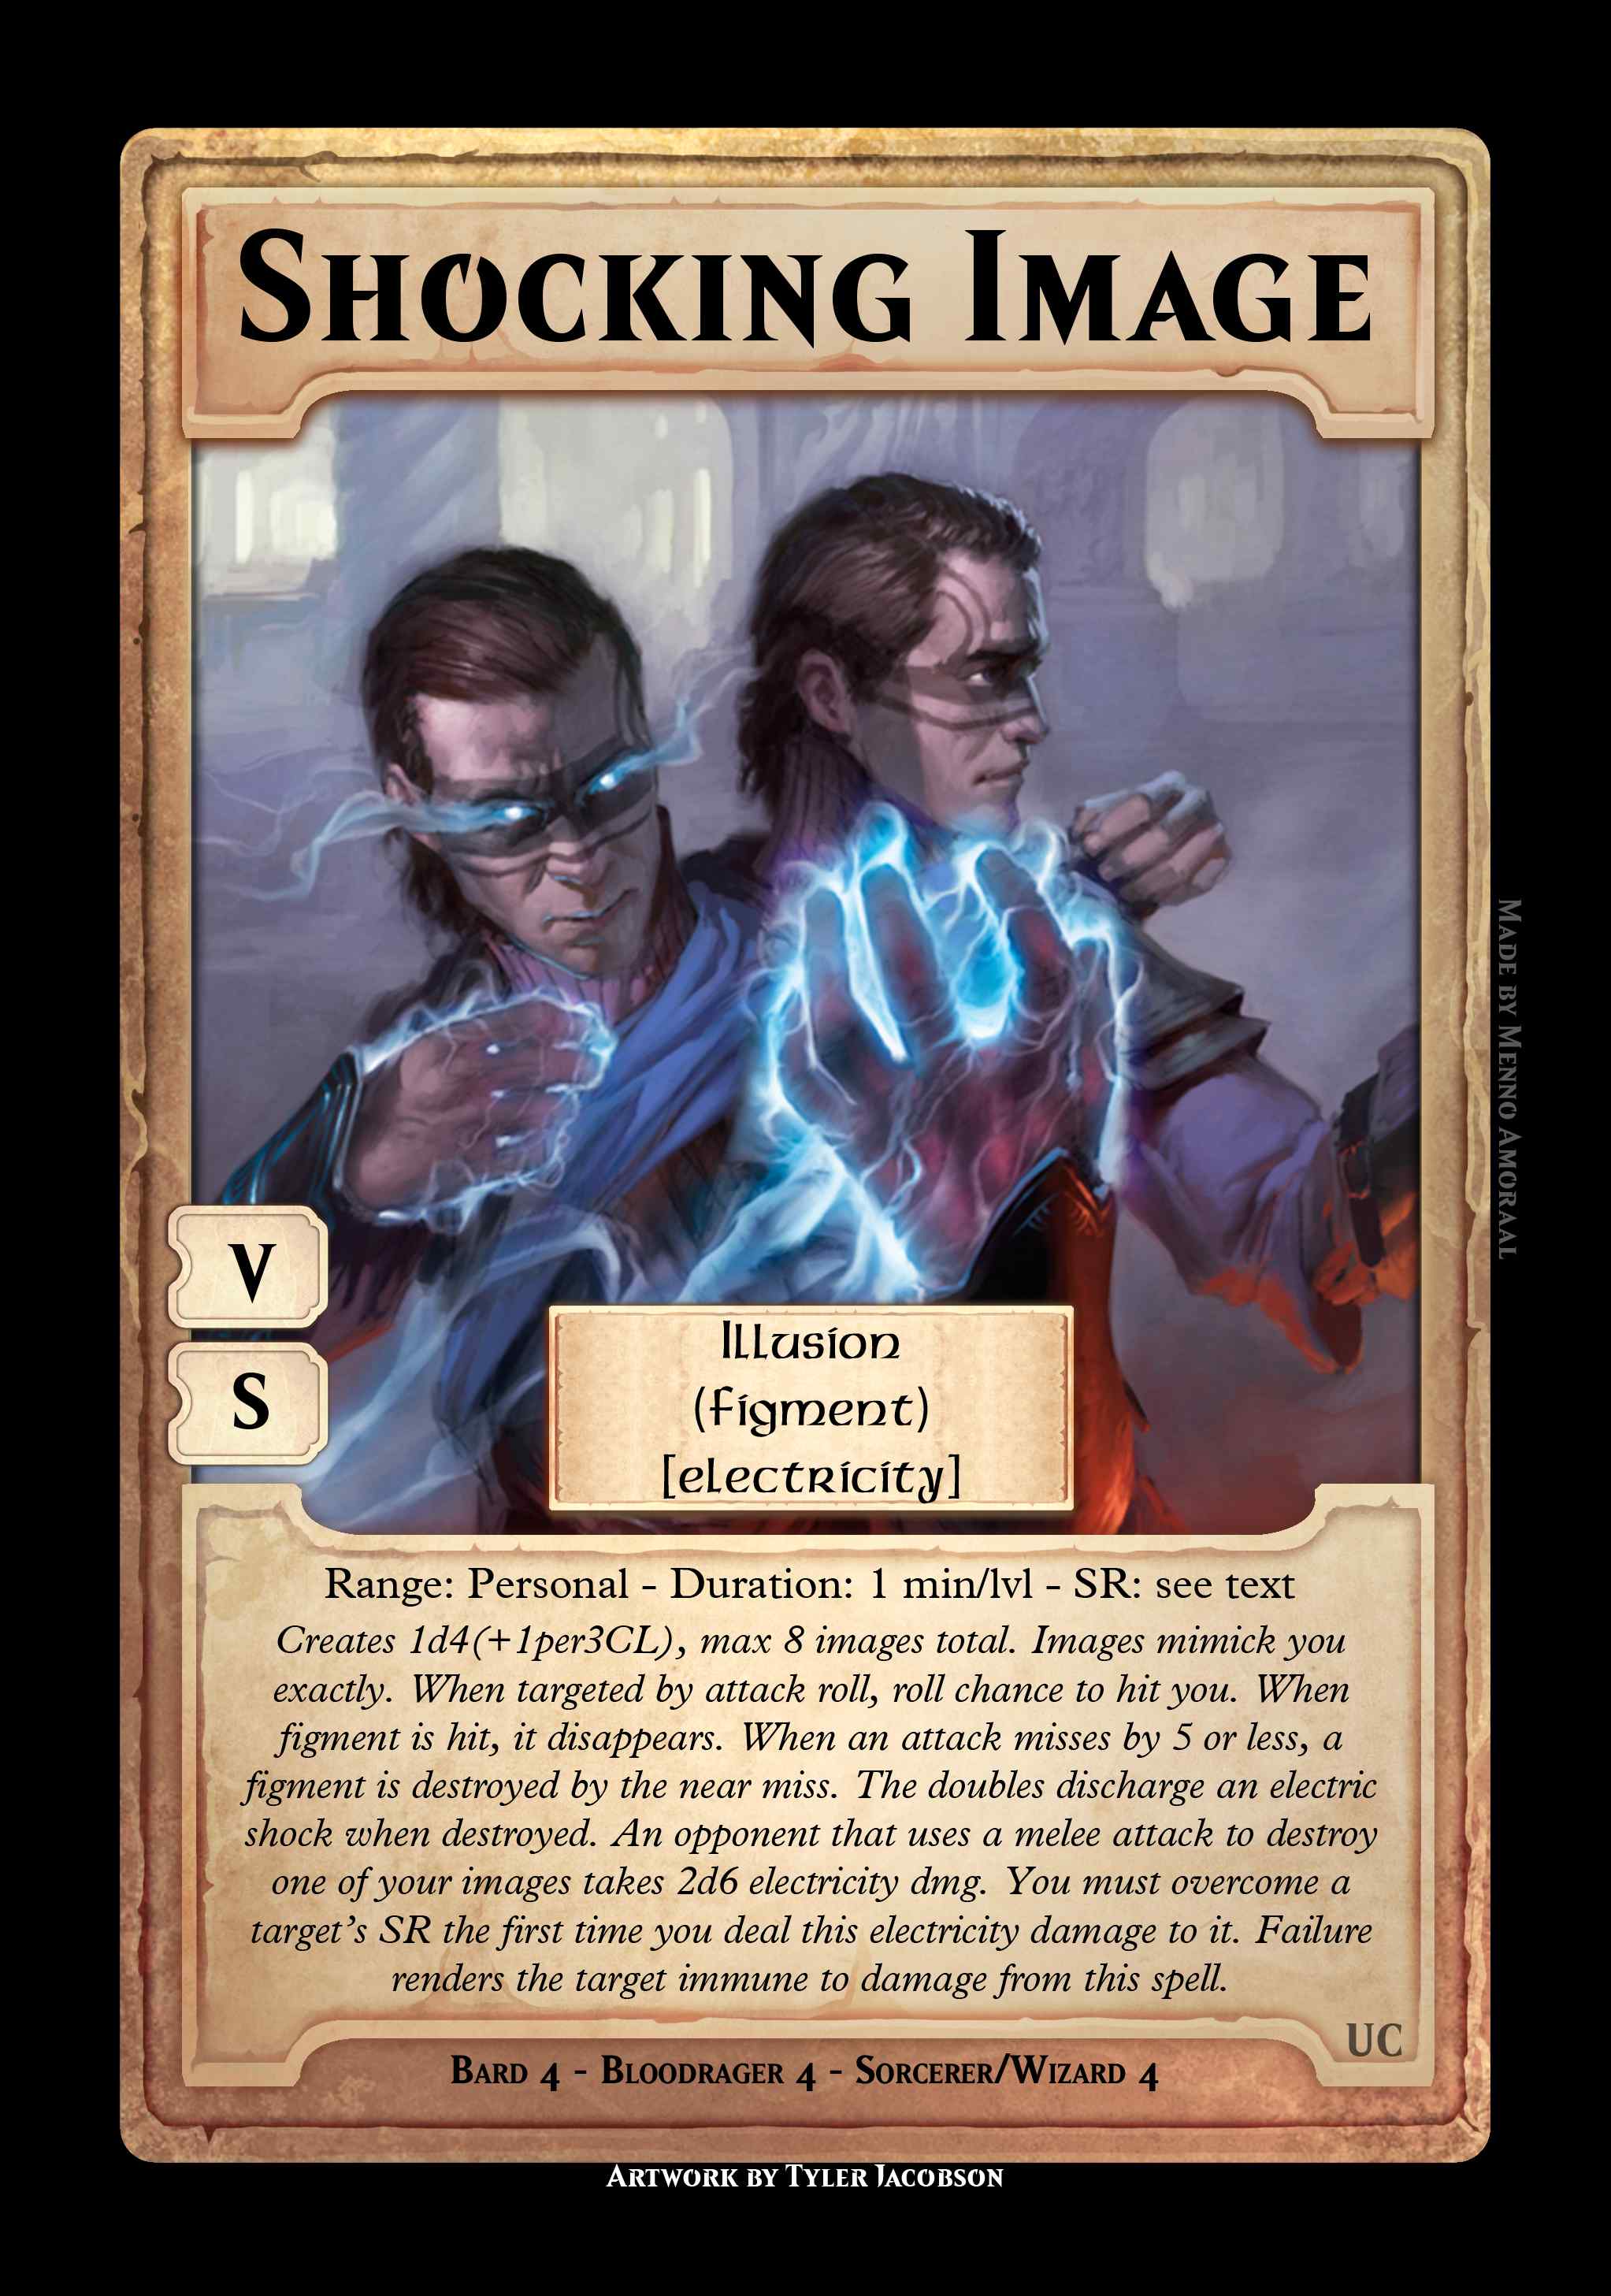 Shocking Image
V
S
Illusion
(figment)
[electricity]
Range: Personal - Duration: 1 min/lvl - SR: see text
Creates 1d4(+1per3CL), max 8 images total. Images mimick you
exactly. When targeted by attack roll, roll chance to hit you. When
figment is hit, it disappears. When an attack misses by 5 or less, a
figment is destroyed by the near miss. The doubles discharge an electric
shock when destroyed. An opponent that uses a melee attack to destroy
one of your images takes 2d6 electricity dmg. You must overcome a
target's SR the first time you deal this electricity damage to it. Failure
renders the target immune to damage from this spell.
UC
Bard 4 - Bloodrager 4 - Sorcerer/Wizard 4
Artwork by Tyler Jacobson
Made by Menno Amoraal